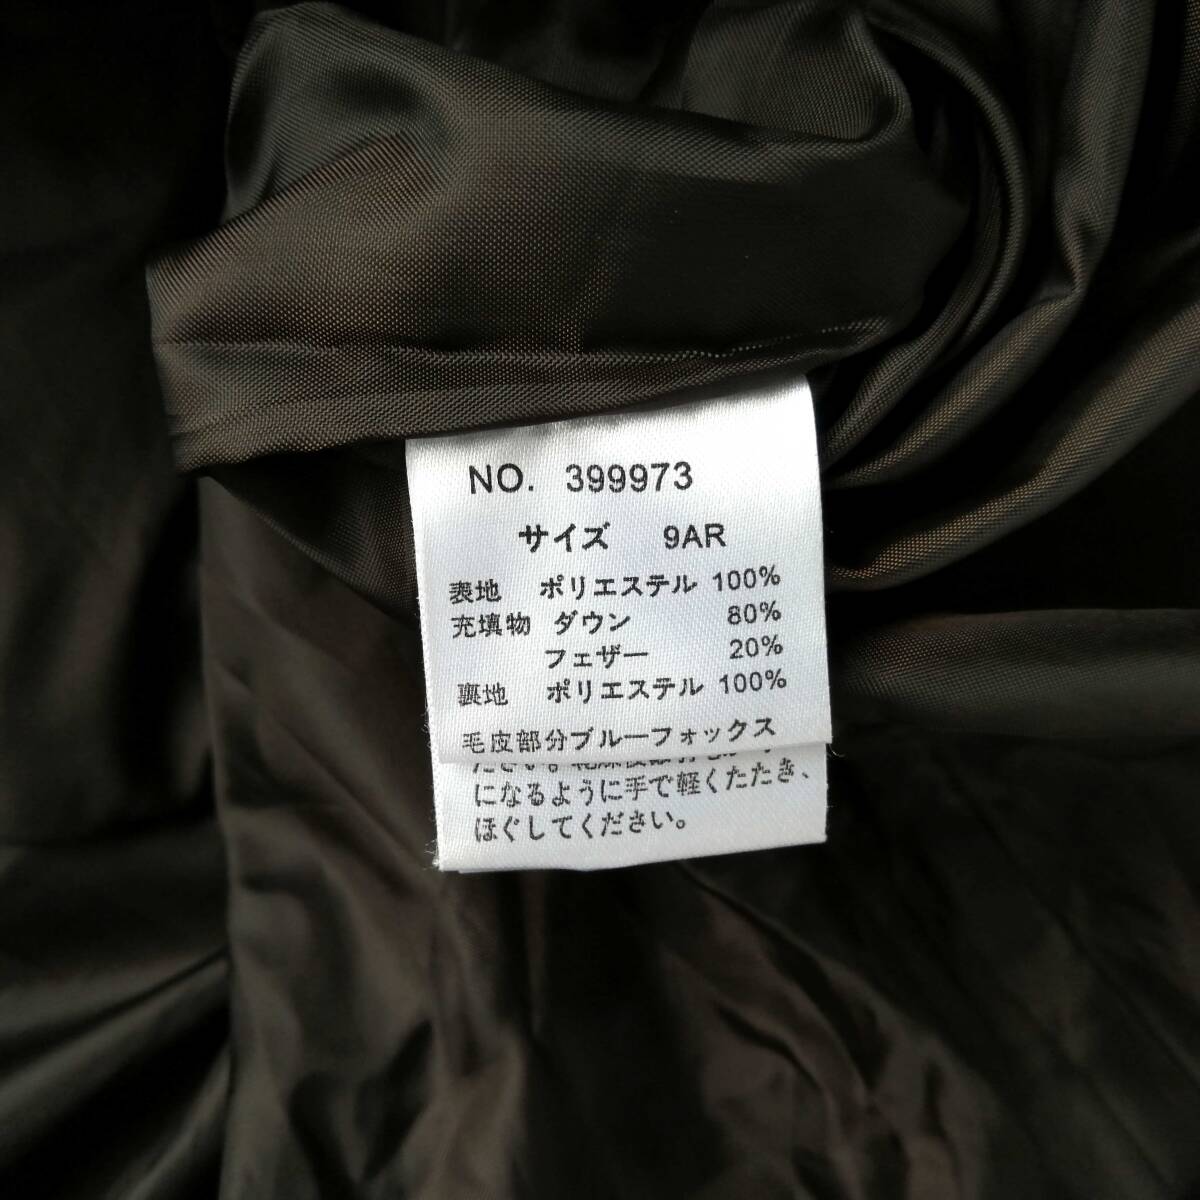 NO. 399973
サイズ 9AR
表地 ポリエステル 100%
充填物 ダウン 80%
フェザー 20%
裏地 ポリエステル 100%
毛皮部分ブルーフォックス
になるように手で軽くたたき、
ほぐしてください。